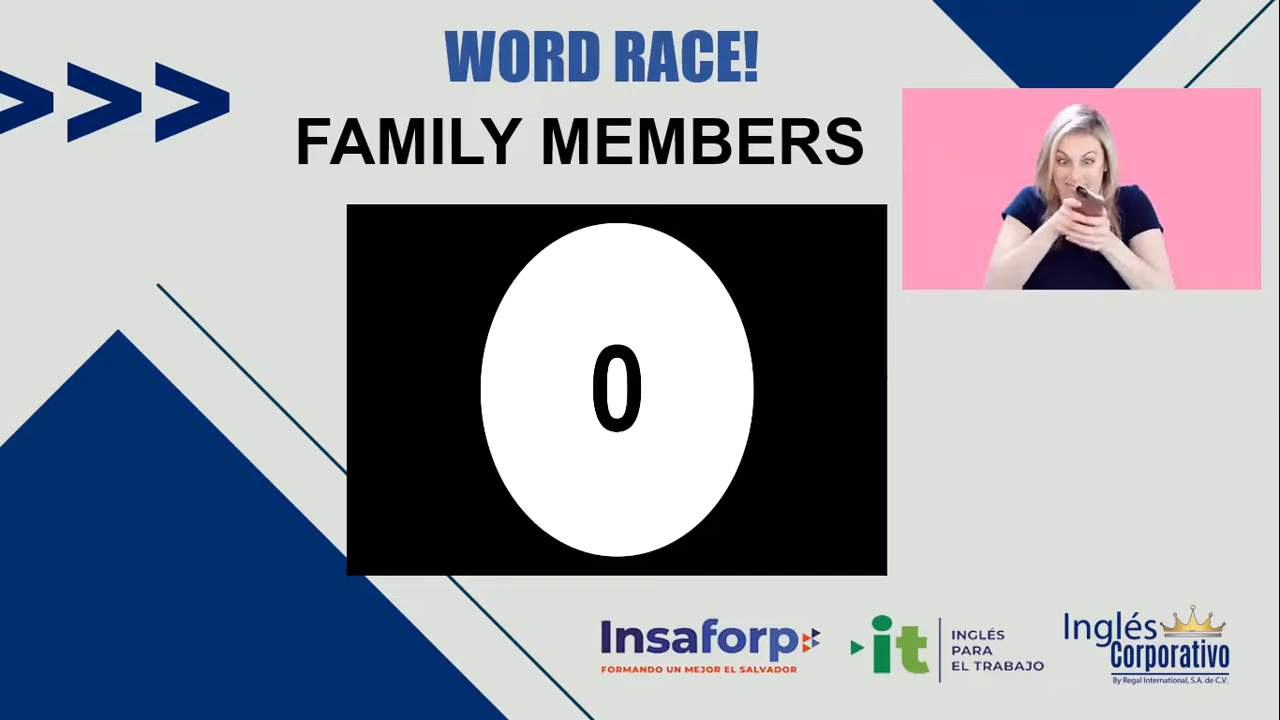 WORD RACE!
>>>
FAMILY MEMBERS
0
Insaforp
FORMANDO UN MEJOR EL SALVADOR
it
INGLÉS
PARA
EL TRABAJO
Inglés
Corporativo
By Regal International, S.A. de C.V.